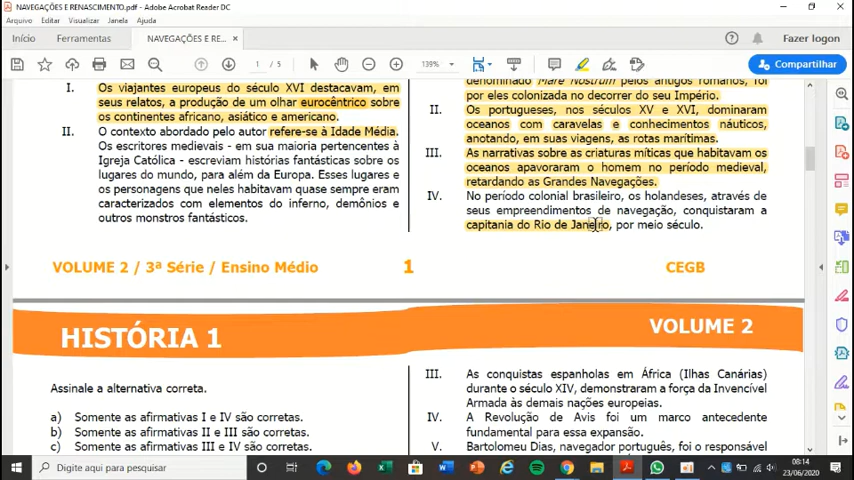 NAVEGAÇÕES E RENASCIMENTO.pdf - Adobe Acrobat Reader DC
Arquivo Editar Visualizar Janela Ajuda
Início Ferramentas NAVEGAÇÕES E RE... × Fazer logon
1 / 5 139% Compartilhar
I. Os viajantes europeus do século XVI destacavam, em
seus relatos, a produção de um olhar eurocêntrico sobre
os continentes africano, asiático e americano.
II. O contexto abordado pelo autor refere-se à Idade Média.
Os escritores medievais - em sua maioria pertencentes à
Igreja Católica - escreviam histórias fantásticas sobre os
lugares do mundo, para além da Europa. Esses lugares e
os personagens que neles habitavam quase sempre eram
caracterizados com elementos do inferno, demônios e
outros monstros fantásticos.
denominado Mare Nostrum pelos antigos romanos, foi
por eles colonizada no decorrer do seu Império.
II. Os portugueses, nos séculos XV e XVI, dominaram
oceanos com caravelas e conhecimentos náuticos,
anotando, em suas viagens, as rotas marítimas.
III. As narrativas sobre as criaturas míticas que habitavam os
oceanos apavoraram o homem no período medieval,
retardando as Grandes Navegações.
IV. No período colonial brasileiro, os holandeses, através de
seus empreendimentos de navegação, conquistaram a
capitania do Rio de Janeiro, por meio século.
VOLUME 2 / 3ª Série / Ensino Médio 1 CEGB
HISTÓRIA 1 VOLUME 2
Assinale a alternativa correta.
a) Somente as afirmativas I e IV são corretas.
b) Somente as afirmativas II e III são corretas.
c) Somente as afirmativas III e IV são corretas.
III. As conquistas espanholas em África (Ilhas Canárias)
durante o século XIV, demonstraram a força da Invencível
Armada às demais nações europeias.
IV. A Revolução de Avis foi um marco antecedente
fundamental para essa expansão.
V. Bartolomeu Dias, navegador português, foi o responsável
Digite aqui para pesquisar
08:14
23/06/2020